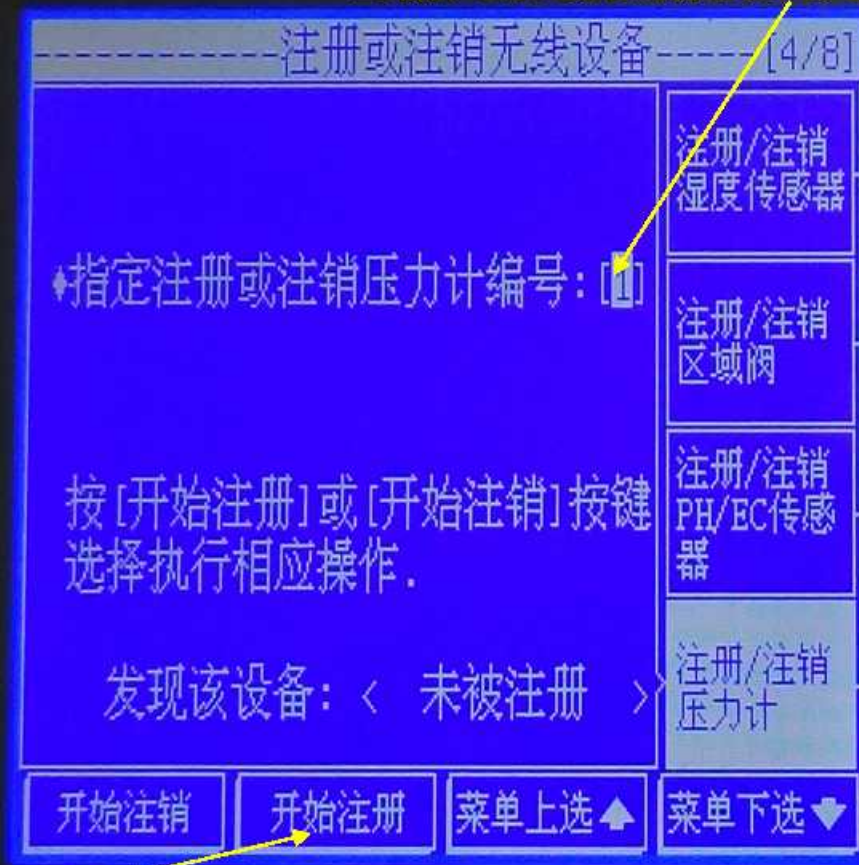 ------------注册或注销无线设备-----[4/8]
注册/注销
湿度传感器
♦指定注册或注销压力计编号:[1]
注册/注销
区域阀
按[开始注册]或[开始注销]按键
选择执行相应操作.
注册/注销
PH/EC传感
器
发现该设备:< 未被注册 >
注册/注销
压力计
开始注销 开始注册 菜单上选▲ 菜单下选▼